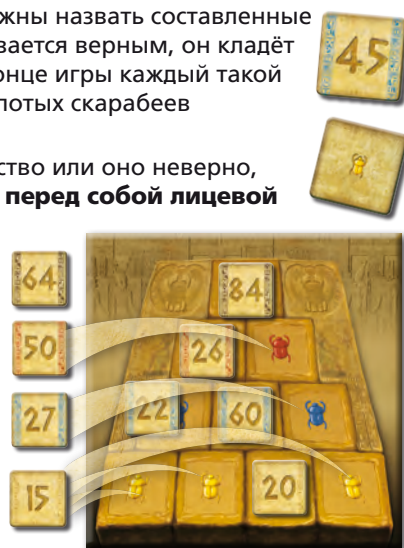 жны назвать составленные
вается верным, он кладёт
онце игры каждый такой
лотых скарабеев
45
ство или оно неверно,
перед собой лицевой
64
84
50
26
27
22
60
15
20